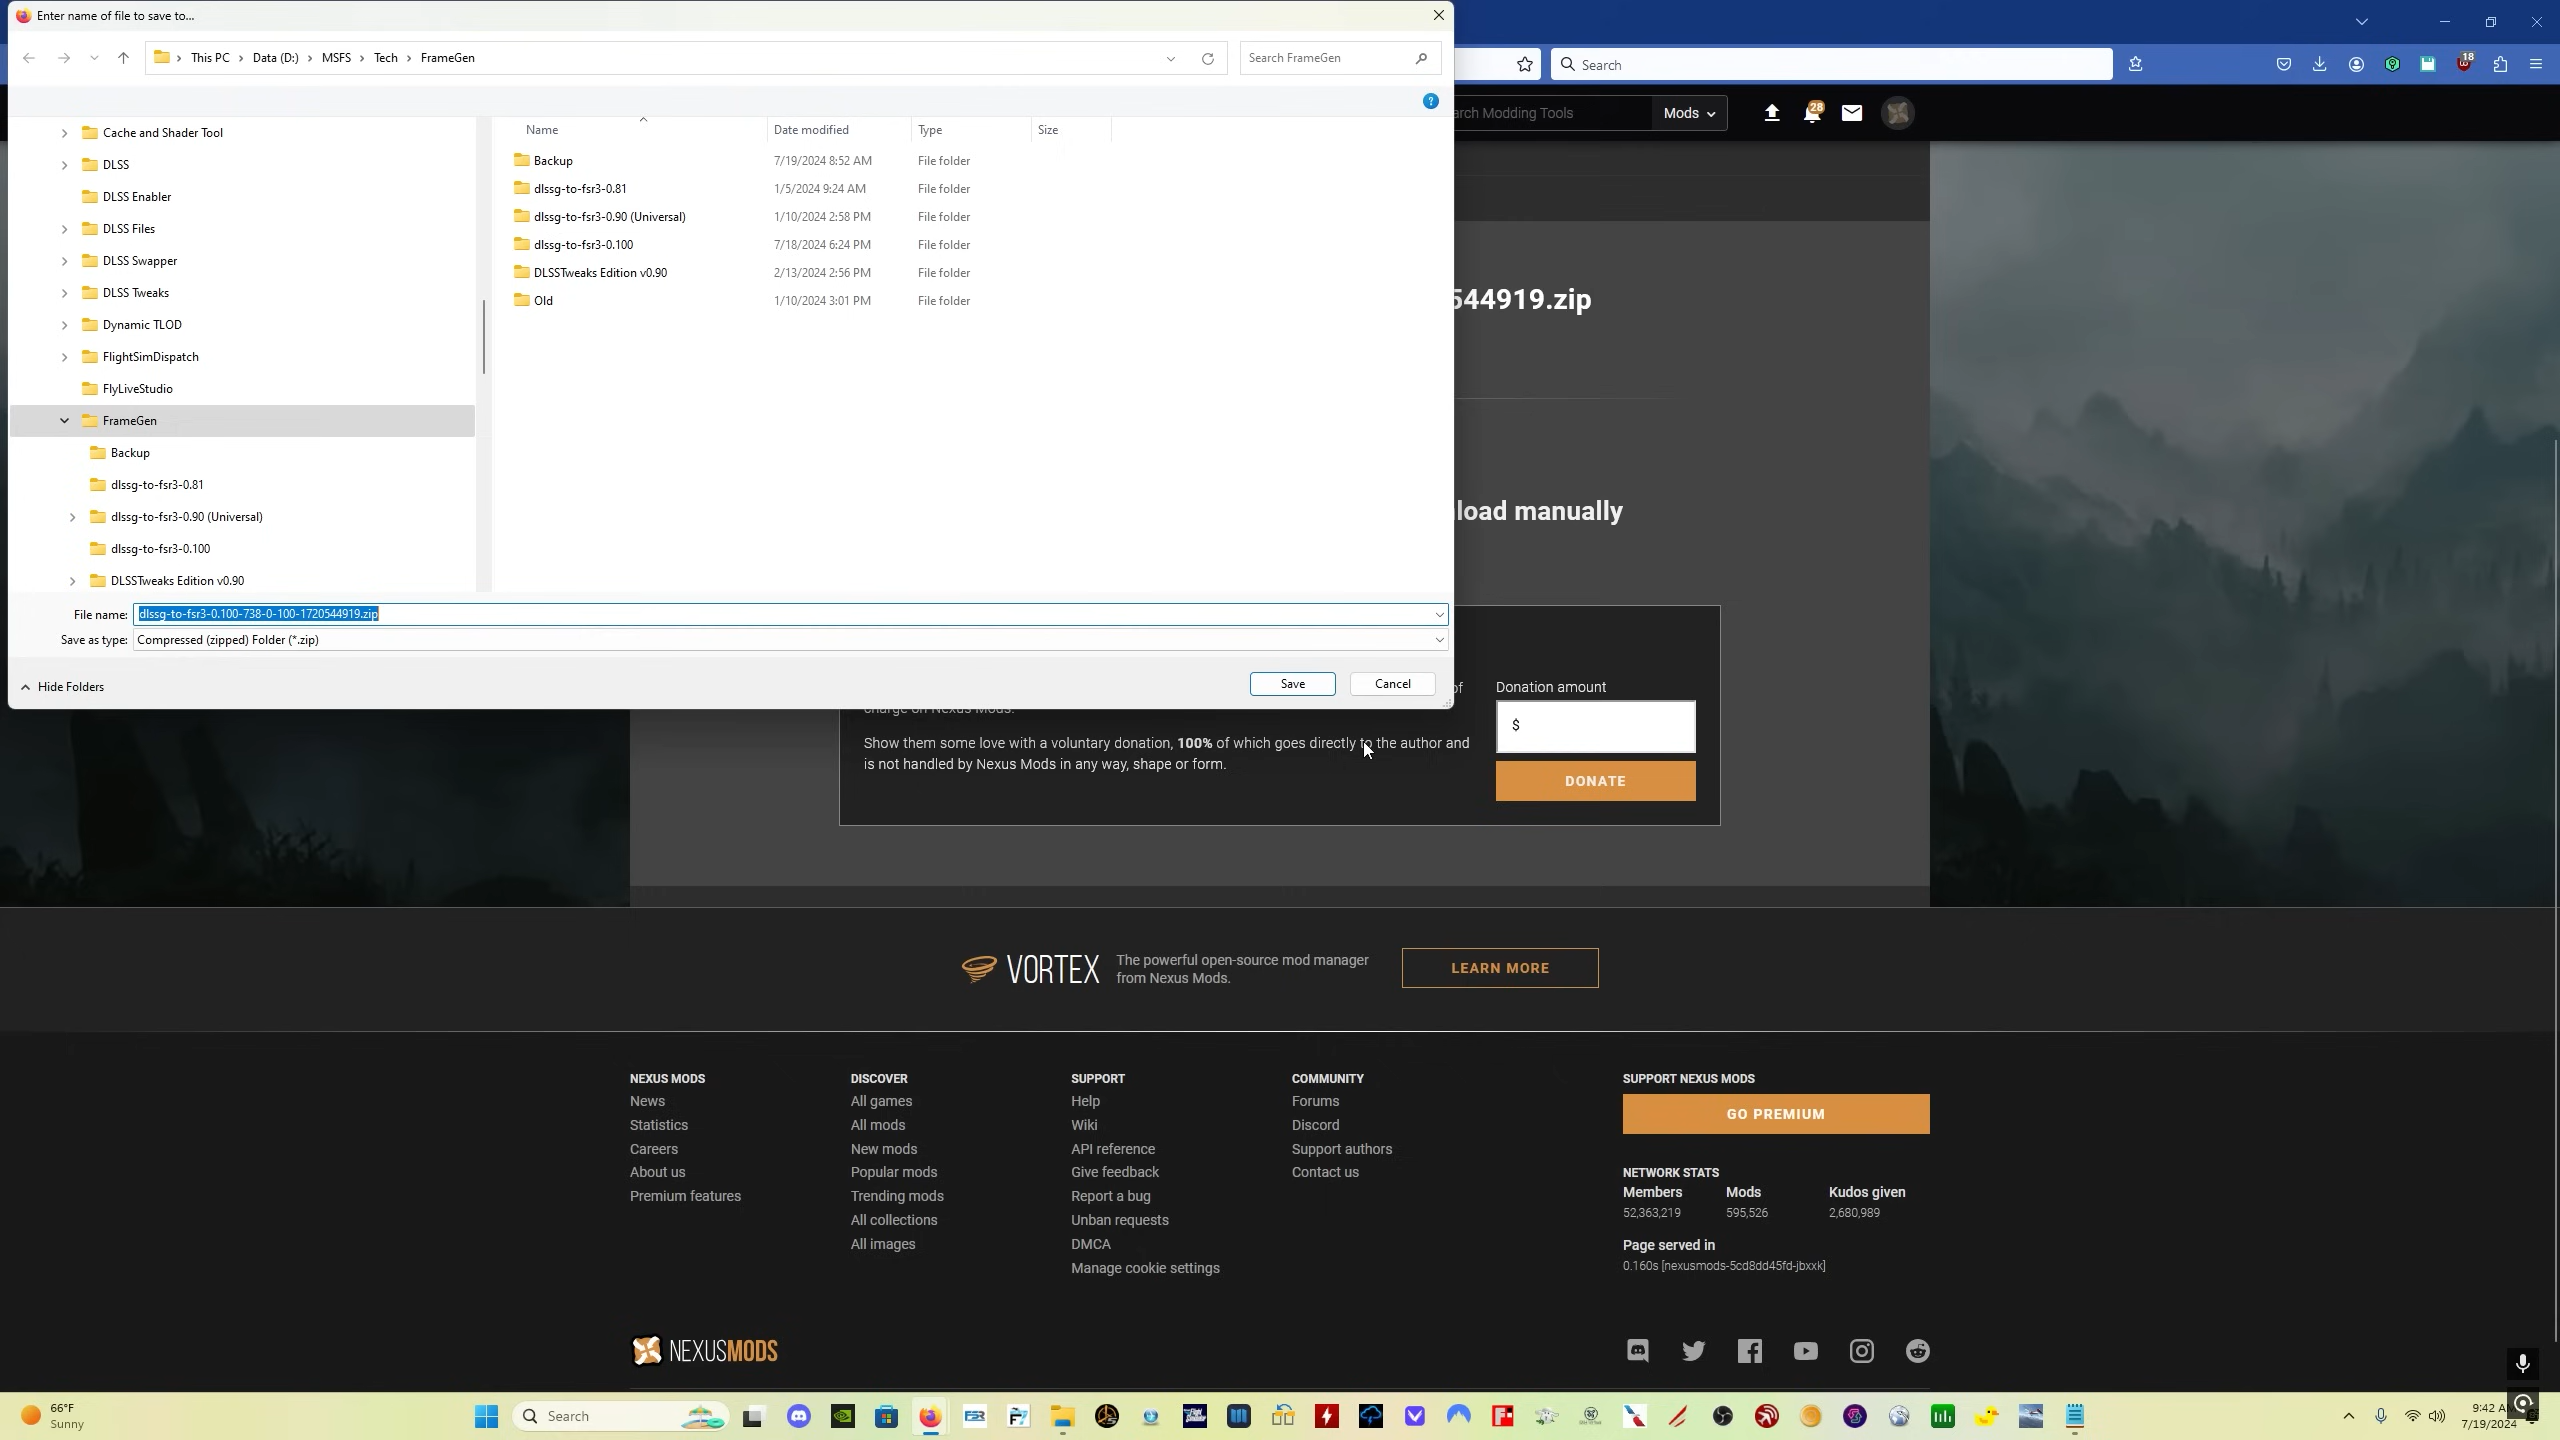 Enter name of file to save to...
This PC > Data (D:) > MSFS > Tech > FrameGen
Search FrameGen
Search
Cache and Shader Tool
DLSS
DLSS Enabler
DLSS Files
DLSS Swapper
DLSS Tweaks
Dynamic TLOD
FlightSimDispatch
FlyLiveStudio
FrameGen
Backup
dlssg-to-fsr3-0.81
dlssg-to-fsr3-0.90 (Universal)
dlssg-to-fsr3-0.100
DLSSTweaks Edition v0.90
Name Date modified Type Size
Backup 7/19/2024 8:52 AM File folder
dlssg-to-fsr3-0.81 1/5/2024 9:24 AM File folder
dlssg-to-fsr3-0.90 (Universal) 1/10/2024 2:58 PM File folder
dlssg-to-fsr3-0.100 7/18/2024 6:24 PM File folder
DLSSTweaks Edition v0.90 2/13/2024 2:56 PM File folder
Old 1/10/2024 3:01 PM File folder
File name: dlssg-to-fsr3-0.100-738-0-100-1720544919.zip
Save as type: Compressed (zipped) Folder (*.zip)
Hide Folders
Save Cancel
18
arch Modding Tools Mods
28
544919.zip
load manually
of
charge on Nexus Mods.
Show them some love with a voluntary donation, 100% of which goes directly to the author and
is not handled by Nexus Mods in any way, shape or form.
Donation amount
$
DONATE
VORTEX
The powerful open-source mod manager
from Nexus Mods.
LEARN MORE
NEXUS MODS
News
Statistics
Careers
About us
Premium features
DISCOVER
All games
All mods
New mods
Popular mods
Trending mods
All collections
All images
SUPPORT
Help
Wiki
API reference
Give feedback
Report a bug
Unban requests
DMCA
Manage cookie settings
COMMUNITY
Forums
Discord
Support authors
Contact us
SUPPORT NEXUS MODS
GO PREMIUM
NETWORK STATS
Members Mods Kudos given
52,363,219 595,526 2,680,989
Page served in
0.160s [nexusmods-5cd8dd45fd-jbxxk]
NEXUSMODS
66°F
Sunny
Search
FSR
9:42 AM
7/19/2024